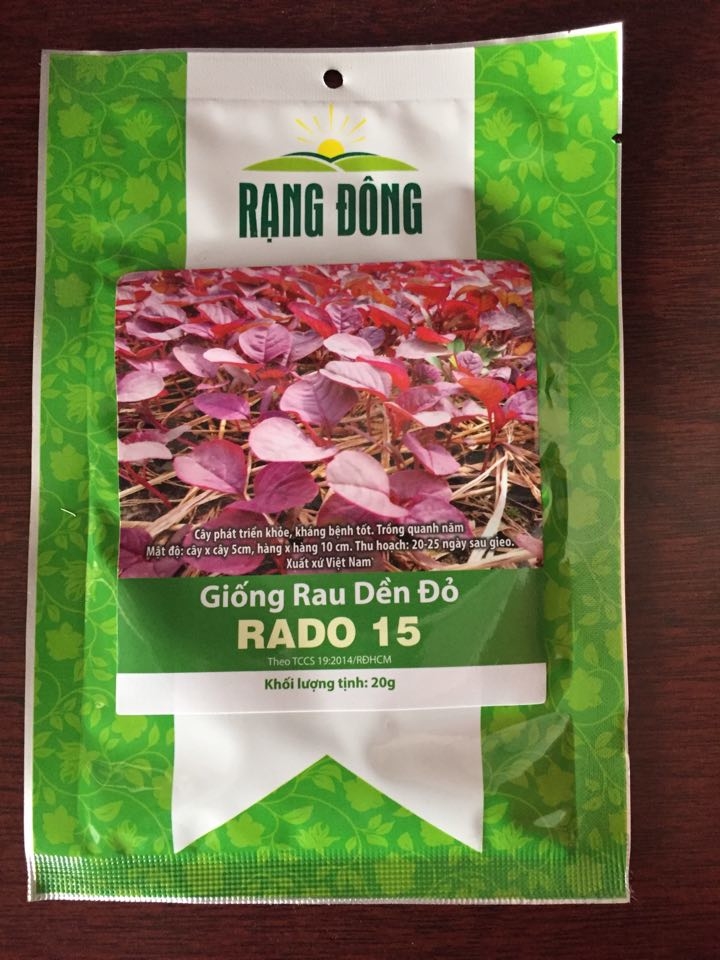 RẠNG ĐÔNG
Cây phát triển khỏe, kháng bệnh tốt. Trồng quanh năm
Mật độ: cây x cây 5cm, hàng x hàng 10 cm. Thu hoạch: 20-25 ngày sau gieo.
Xuất xứ Việt Nam
Giống Rau Dền Đỏ
RADO 15
Theo TCCS 19:2014/RĐHCM
Khối lượng tịnh: 20g